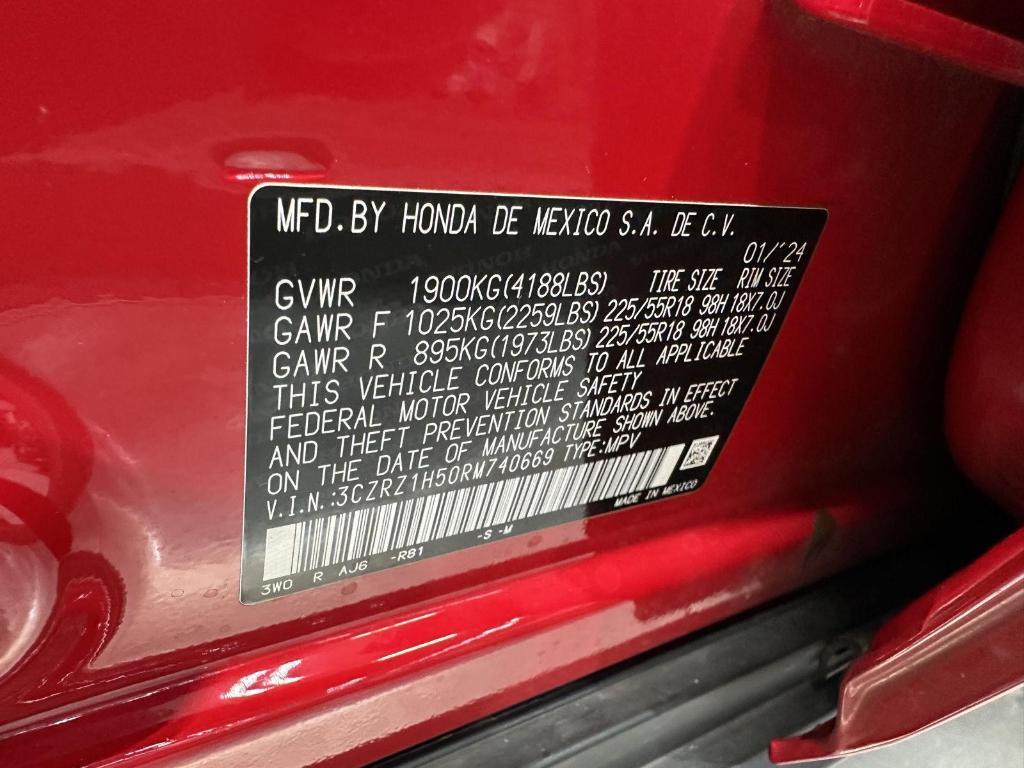 MFD.BY HONDA DE MEXICO S.A. DE C.V.
01/'24
GVWR 1900KG(4188LBS) TIRE SIZE RIM SIZE
GAWR F 1025KG(2259LBS) 225/55R18 98H 18X7.0J
GAWR R 895KG(1973LBS) 225/55R18 98H 18X7.0J
THIS VEHICLE CONFORMS TO ALL APPLICABLE
FEDERAL MOTOR VEHICLE SAFETY
AND THEFT PREVENTION STANDARDS IN EFFECT
ON THE DATE OF MANUFACTURE SHOWN ABOVE.
V.I.N.:3CZRZ1H50RM740669 TYPE:MPV
MADE IN MEXICO
3WO R AJ6 -R81 -S -M